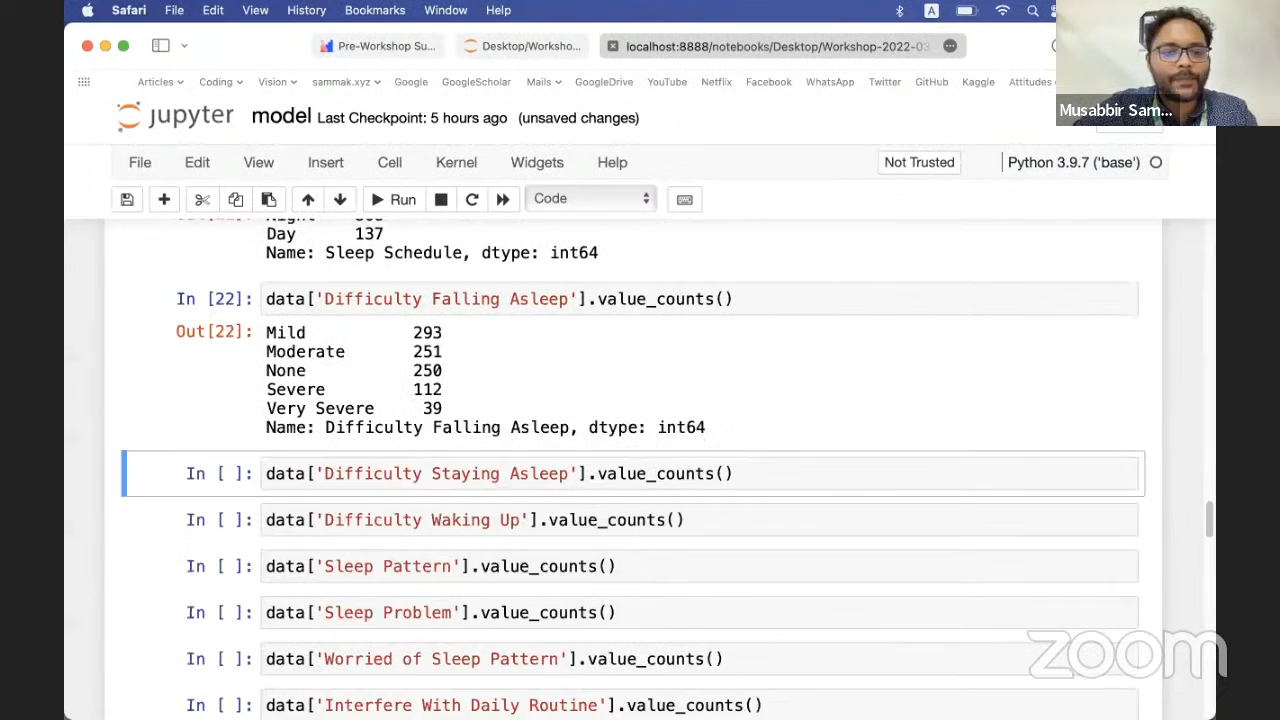 Safari File Edit View History Bookmarks Window Help A
Pre-Workshop Su... Desktop/Worksho... localhost:8888/notebooks/Desktop/Workshop-2022-03
Articles Coding Vision sammak.xyz Google GoogleScholar Mails GoogleDrive YouTube Netflix Facebook WhatsApp Twitter GitHub Kaggle Attitudes
Musabbir Sam...
jupyter model Last Checkpoint: 5 hours ago (unsaved changes)
File Edit View Insert Cell Kernel Widgets Help Not Trusted Python 3.9.7 ('base')
Run Code
Day 137
Name: Sleep Schedule, dtype: int64
In [22]: data['Difficulty Falling Asleep'].value_counts()
Out[22]: Mild 293
Moderate 251
None 250
Severe 112
Very Severe 39
Name: Difficulty Falling Asleep, dtype: int64
In [ ]: data['Difficulty Staying Asleep'].value_counts()
In [ ]: data['Difficulty Waking Up'].value_counts()
In [ ]: data['Sleep Pattern'].value_counts()
In [ ]: data['Sleep Problem'].value_counts()
In [ ]: data['Worried of Sleep Pattern'].value_counts()
In [ ]: data['Interfere With Daily Routine'].value_counts()
zoom